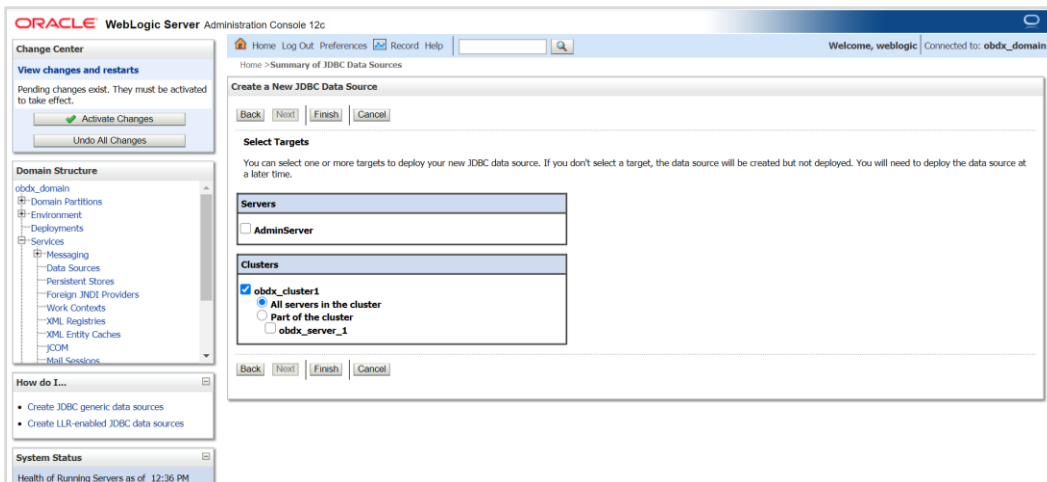 ORACLE WebLogic Server Administration Console 12c
Change Center
View changes and restarts
Pending changes exist. They must be activated
to take effect.
Activate Changes
Undo All Changes
Domain Structure
obdx_domain
Domain Partitions
Environment
Deployments
Services
Messaging
Data Sources
Persistent Stores
Foreign JNDI Providers
Work Contexts
XML Registries
XML Entity Caches
jCOM
Mail Sessions
How do I...
Create JDBC generic data sources
Create LLR-enabled JDBC data sources
System Status
Health of Running Servers as of 12:36 PM
Home Log Out Preferences Record Help
Welcome, weblogic Connected to: obdx_domain
Home >Summary of JDBC Data Sources
Create a New JDBC Data Source
Back Next Finish Cancel
Select Targets
You can select one or more targets to deploy your new JDBC data source. If you don't select a target, the data source will be created but not deployed. You will need to deploy the data source at
a later time.
Servers
AdminServer
Clusters
obdx_cluster1
All servers in the cluster
Part of the cluster
obdx_server_1
Back Next Finish Cancel